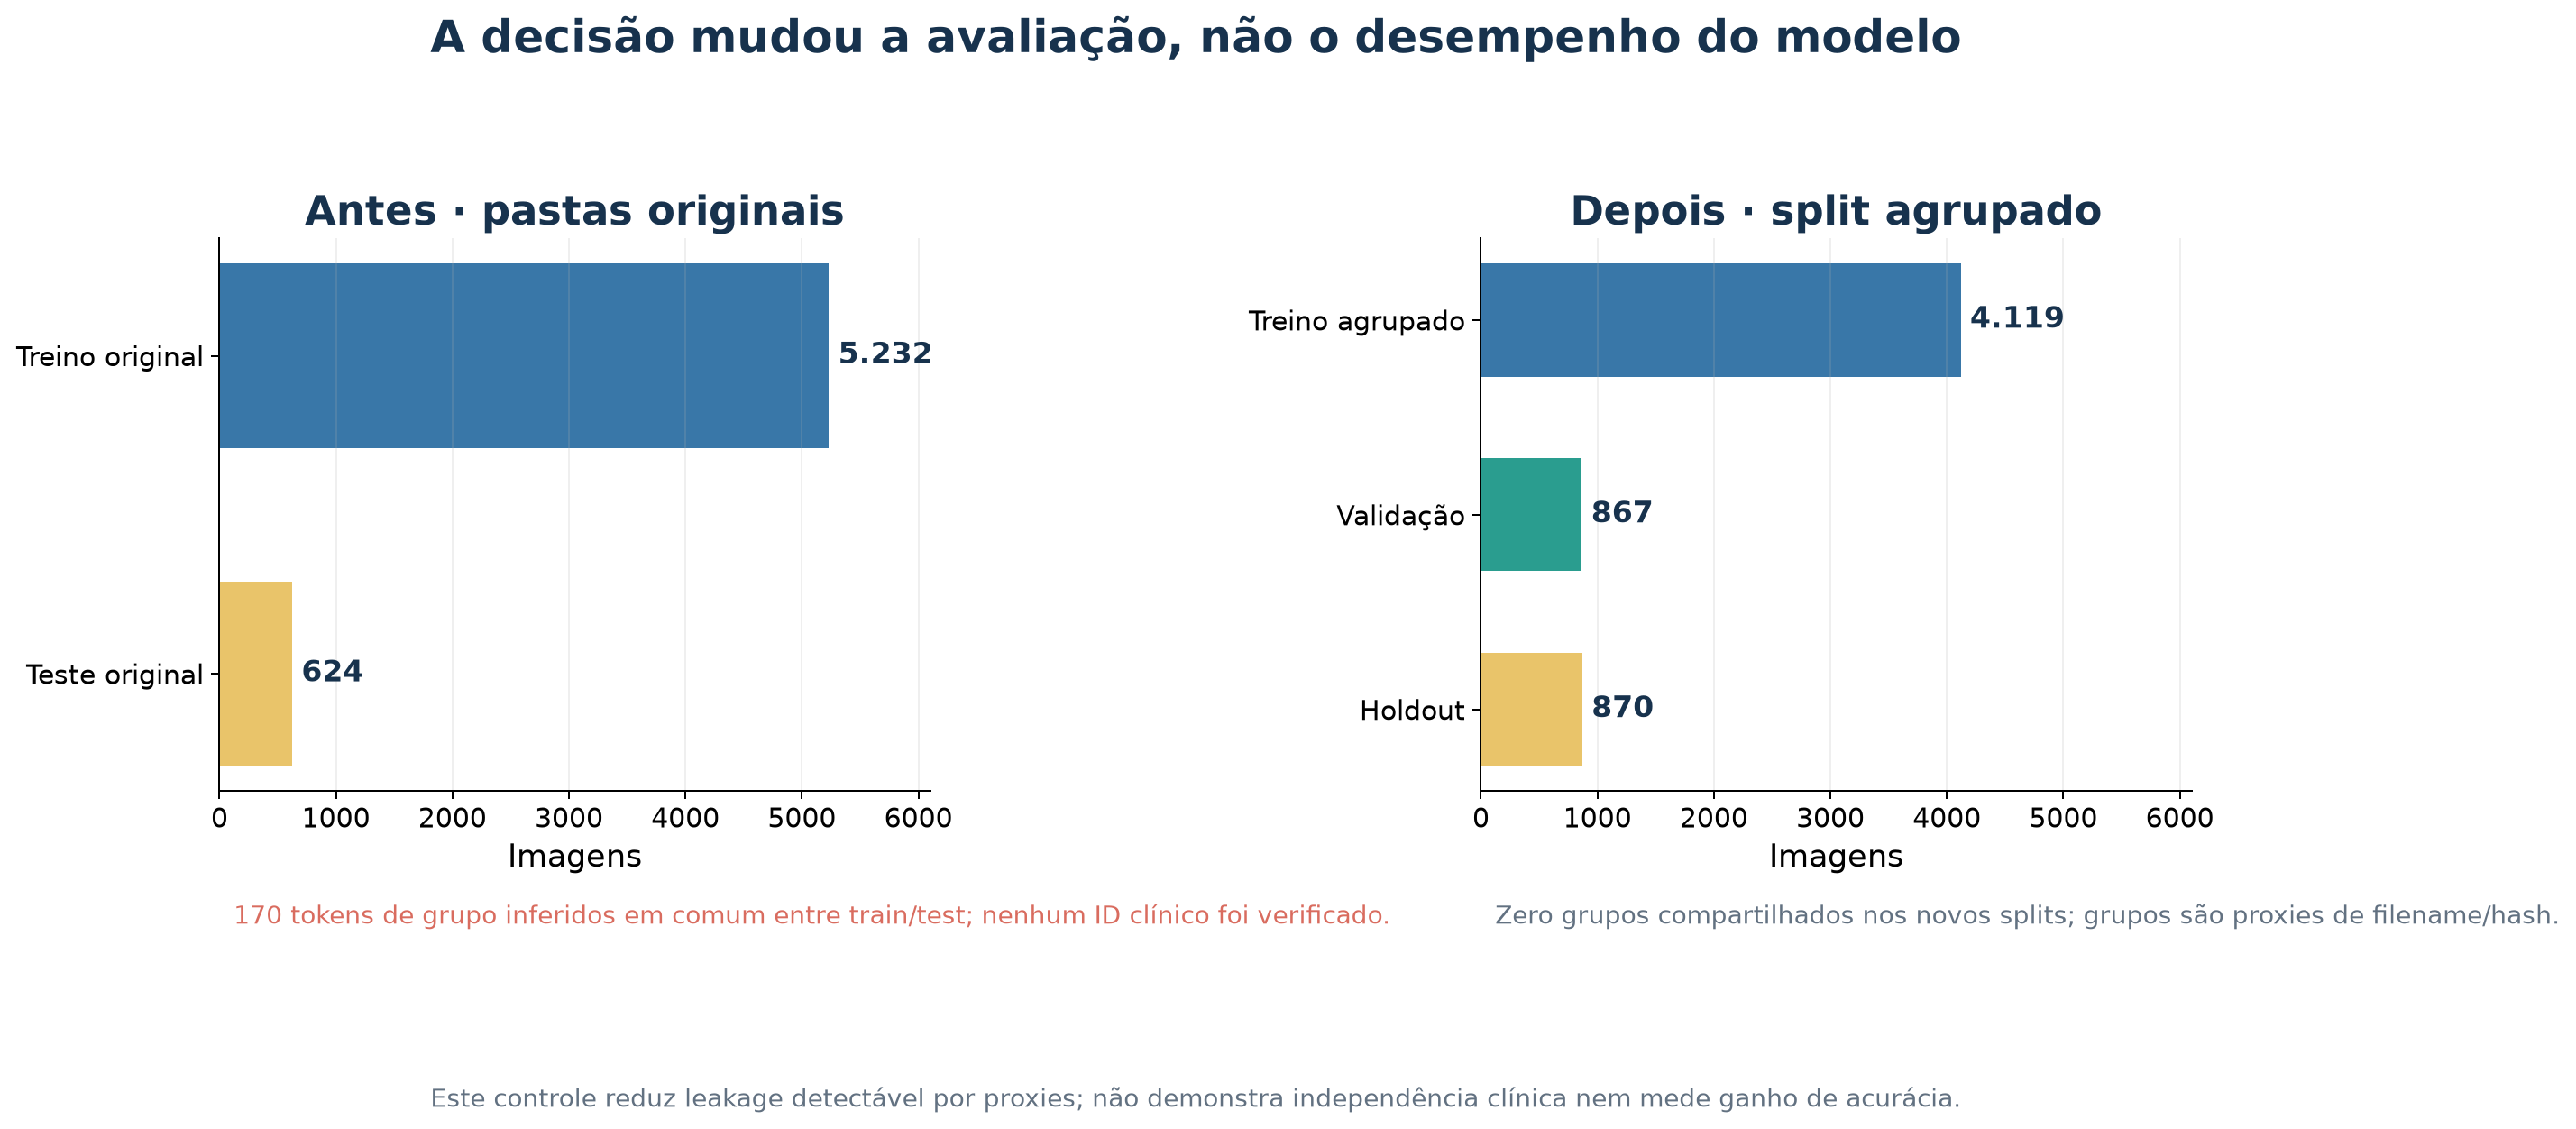 A decisão mudou a avaliação, não o desempenho do modelo
Antes · pastas originais
Treino original
5.232
Teste original
624
0 1000 2000 3000 4000 5000 6000
Imagens
170 tokens de grupo inferidos em comum entre train/test; nenhum ID clínico foi verificado.
Depois · split agrupado
Treino agrupado
4.119
Validação
867
Holdout
870
0 1000 2000 3000 4000 5000 6000
Imagens
Zero grupos compartilhados nos novos splits; grupos são proxies de filename/hash.
Este controle reduz leakage detectável por proxies; não demonstra independência clínica nem mede ganho de acurácia.